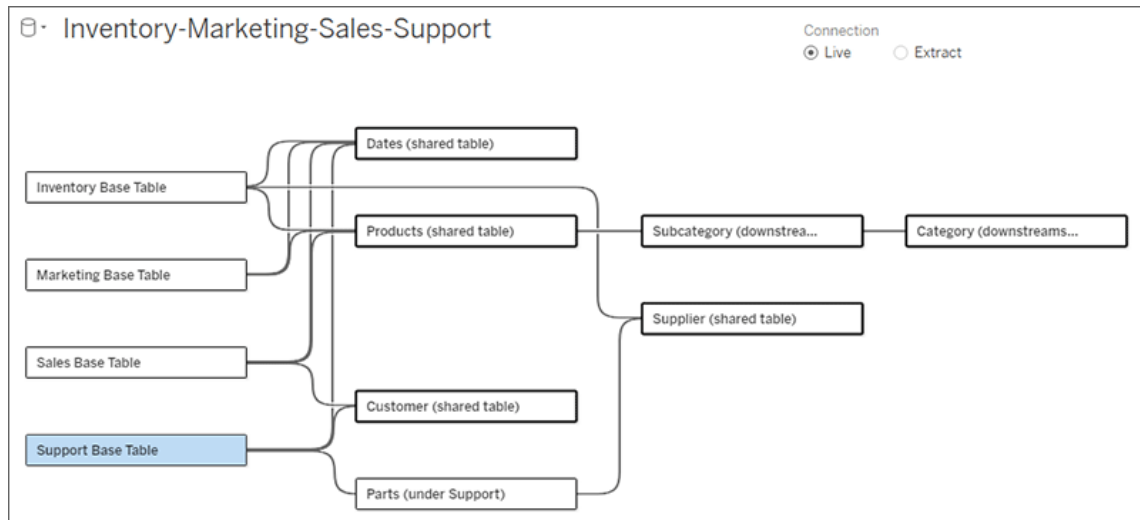 Inventory-Marketing-Sales-Support
Connection
Live
Extract
Dates (shared table)
Inventory Base Table
Products (shared table)
Subcategory (downstrea...
Category (downstreams...
Marketing Base Table
Supplier (shared table)
Sales Base Table
Customer (shared table)
Support Base Table
Parts (under Support)